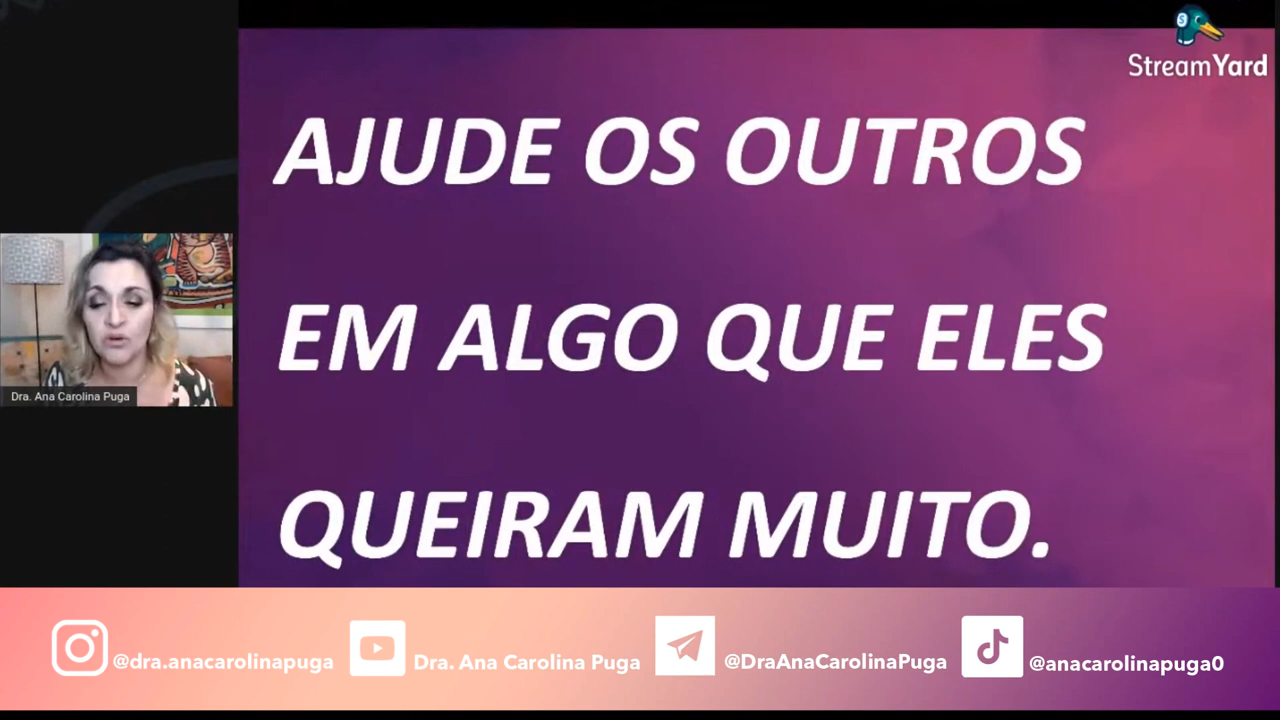 StreamYard
AJUDE OS OUTROS
EM ALGO QUE ELES
QUEIRAM MUITO.
Dra. Ana Carolina Puga
@dra.anacarolinapuga
Dra. Ana Carolina Puga
@DraAnaCarolinaPuga
@anacarolinapuga0